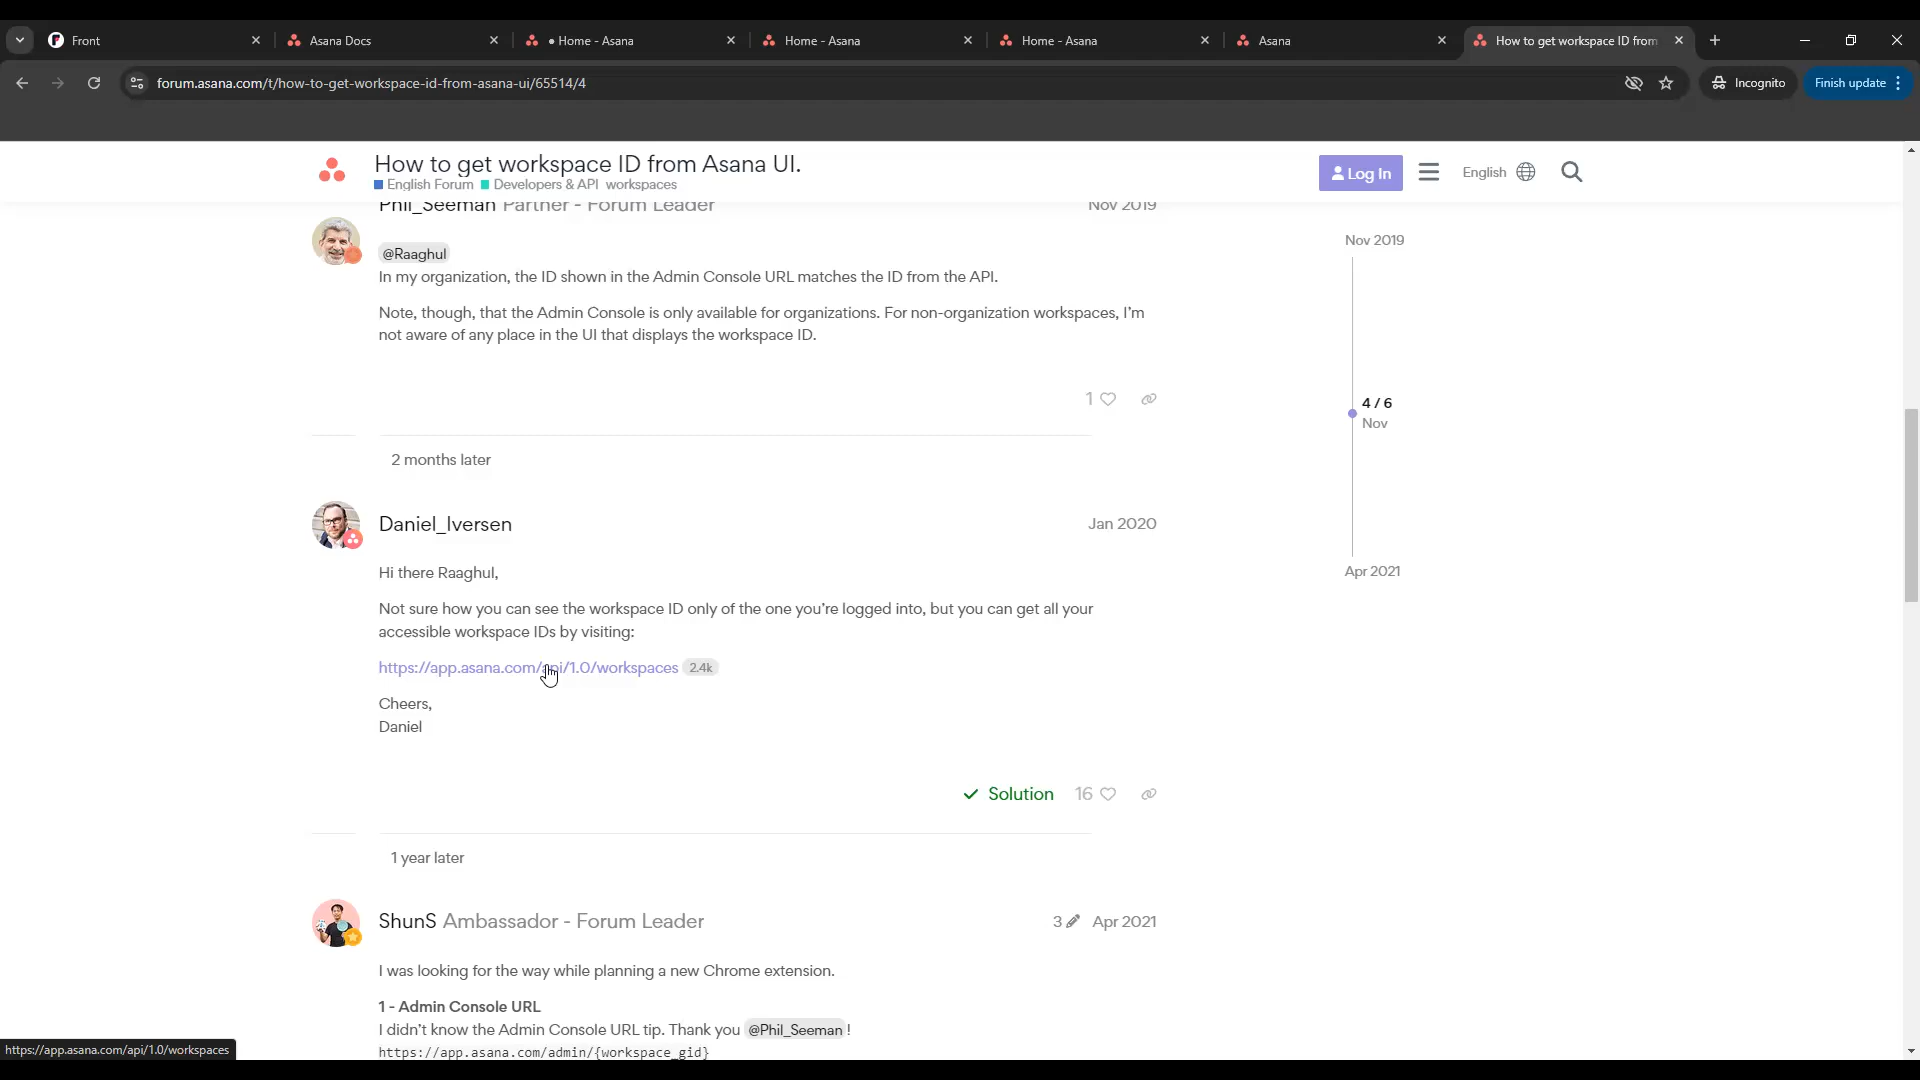 Front
Asana Docs
• Home - Asana
Home - Asana
Home - Asana
Asana
How to get workspace ID from
forum.asana.com/t/how-to-get-workspace-id-from-asana-ui/65514/4
Incognito
Finish update
How to get workspace ID from Asana UI.
English Forum Developers & API workspaces
Log In
English
Phil_Seeman Partner - Forum Leader
Nov 2019
@Raaghul
In my organization, the ID shown in the Admin Console URL matches the ID from the API.
Note, though, that the Admin Console is only available for organizations. For non-organization workspaces, I’m
not aware of any place in the UI that displays the workspace ID.
1
Nov 2019
4 / 6
Nov
Apr 2021
2 months later
Daniel_Iversen
Jan 2020
Hi there Raaghul,
Not sure how you can see the workspace ID only of the one you’re logged into, but you can get all your
accessible workspace IDs by visiting:
https://app.asana.com/api/1.0/workspaces 2.4k
Cheers,
Daniel
Solution 16
1 year later
ShunS Ambassador - Forum Leader
3 Apr 2021
I was looking for the way while planning a new Chrome extension.
1 - Admin Console URL
I didn’t know the Admin Console URL tip. Thank you @Phil_Seeman !
https://app.asana.com/admin/{workspace_gid}
https://app.asana.com/api/1.0/workspaces